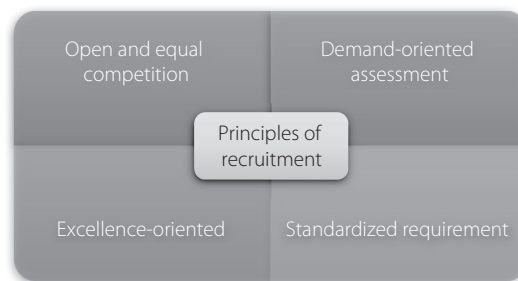 Open and equal
competition
Demand-oriented
assessment
Principles of
recruitment
Excellence-oriented
Standardized requirement